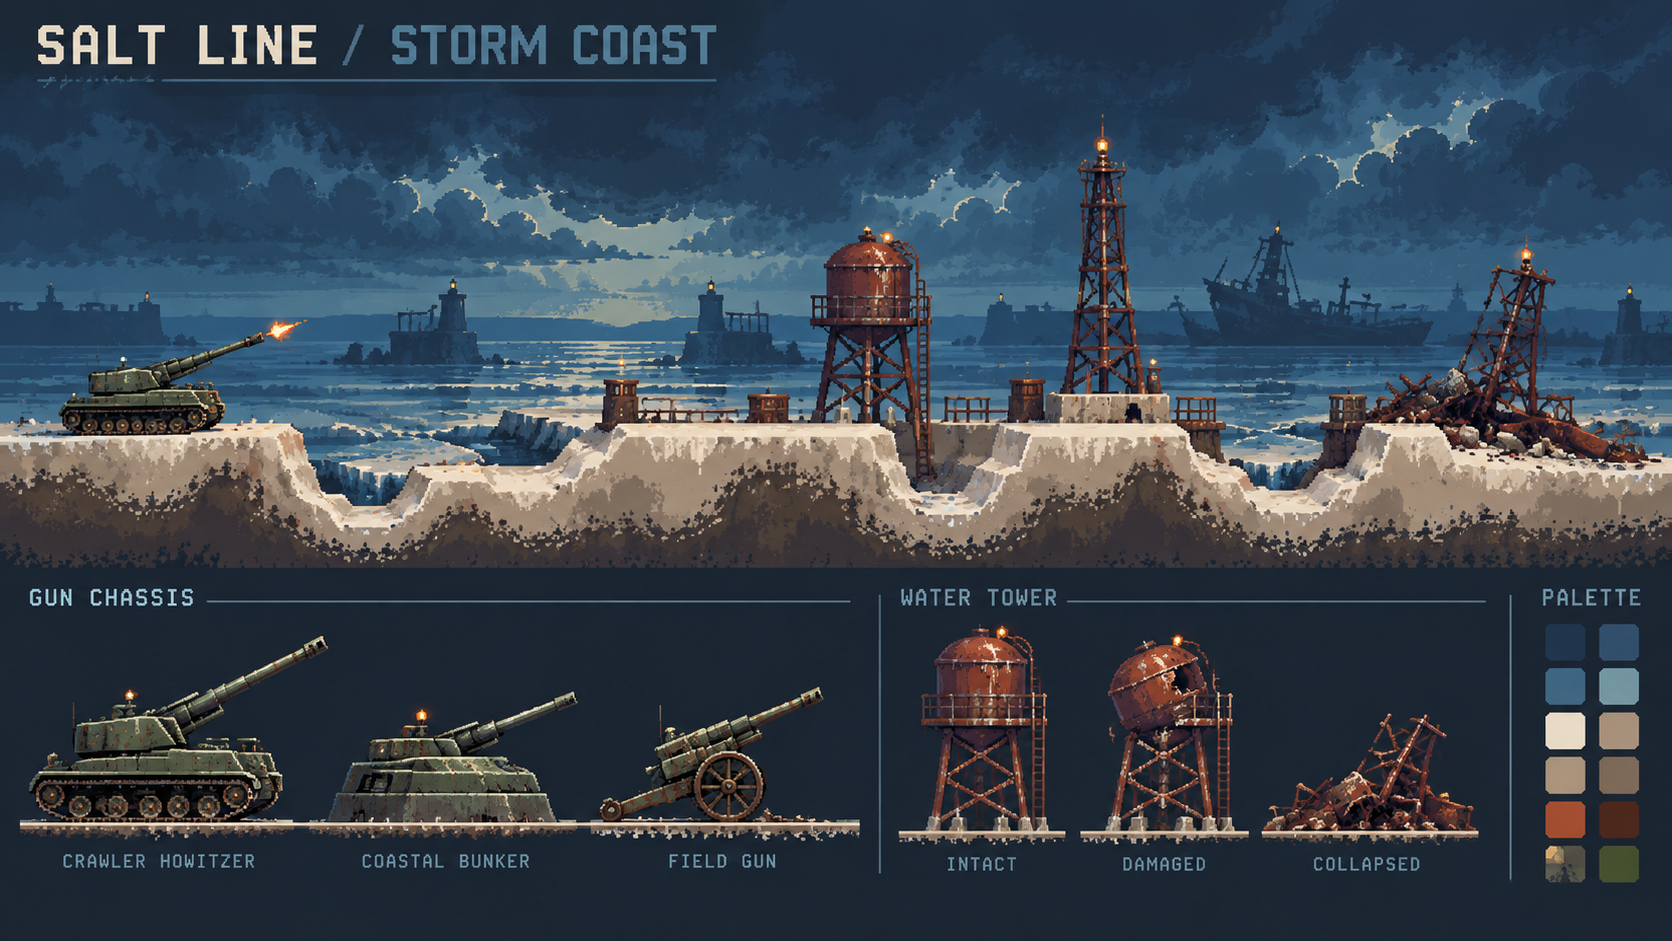 SALT LINE / STORM COAST
GUN CHASSIS
WATER TOWER
PALETTE
CRAWLER HOWITZER
COASTAL BUNKER
FIELD GUN
INTACT
DAMAGED
COLLAPSED